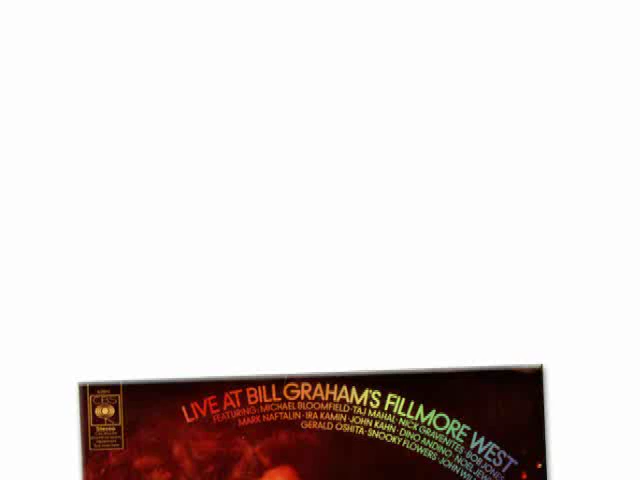 CBS
Stereo
LIVE AT BILL GRAHAM'S FILLMORE WEST
FEATURING: MICHAEL BLOOMFIELD · TAJ MAHAL · NICK GRAVENITES · BOB JONES
MARK NAFTALIN · IRA KAMIN · JOHN KAHN · DINO ANDINO · NOEL
GERALD OSHITA · SNOOKY FLOWERS · JOHN